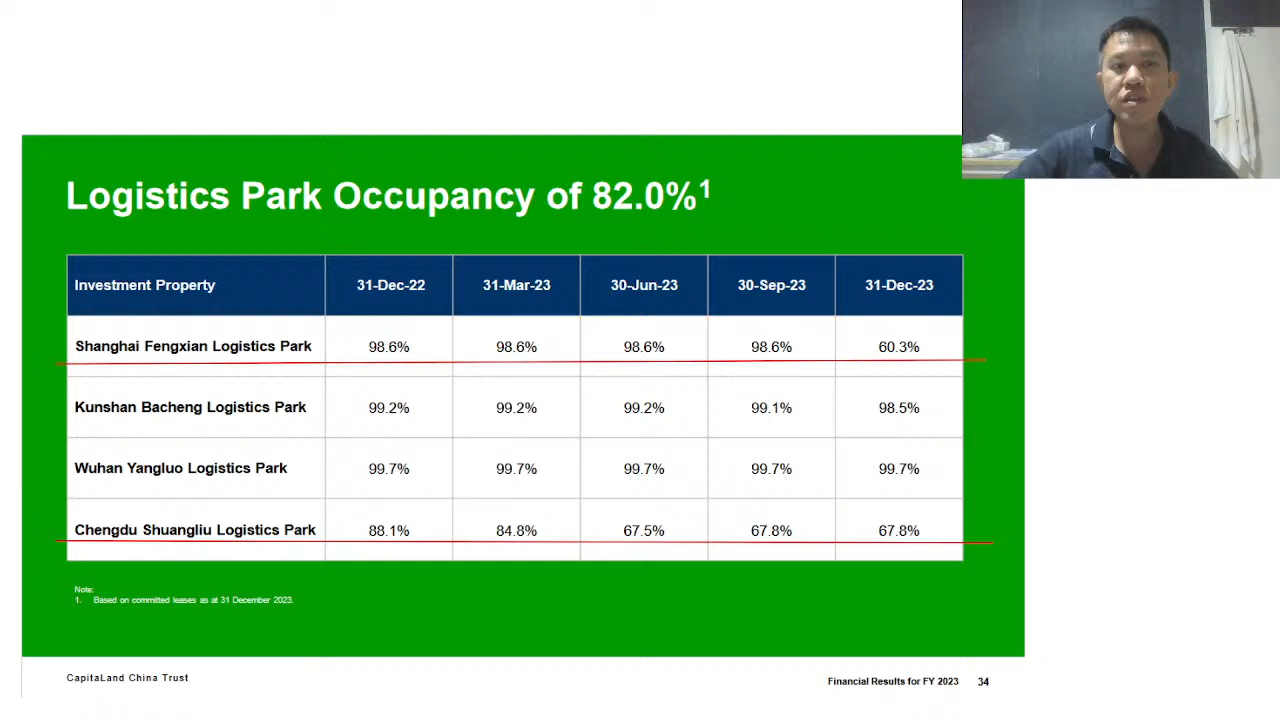 Logistics Park Occupancy of 82.0%1
Investment Property 31-Dec-22 31-Mar-23 30-Jun-23 30-Sep-23 31-Dec-23
Shanghai Fengxian Logistics Park 98.6% 98.6% 98.6% 98.6% 60.3%
Kunshan Bacheng Logistics Park 99.2% 99.2% 99.2% 99.1% 98.5%
Wuhan Yangluo Logistics Park 99.7% 99.7% 99.7% 99.7% 99.7%
Chengdu Shuangliu Logistics Park 88.1% 84.8% 67.5% 67.8% 67.8%
Note:
1. Based on committed leases as at 31 December 2023.
CapitaLand China Trust
Financial Results for FY 2023 34